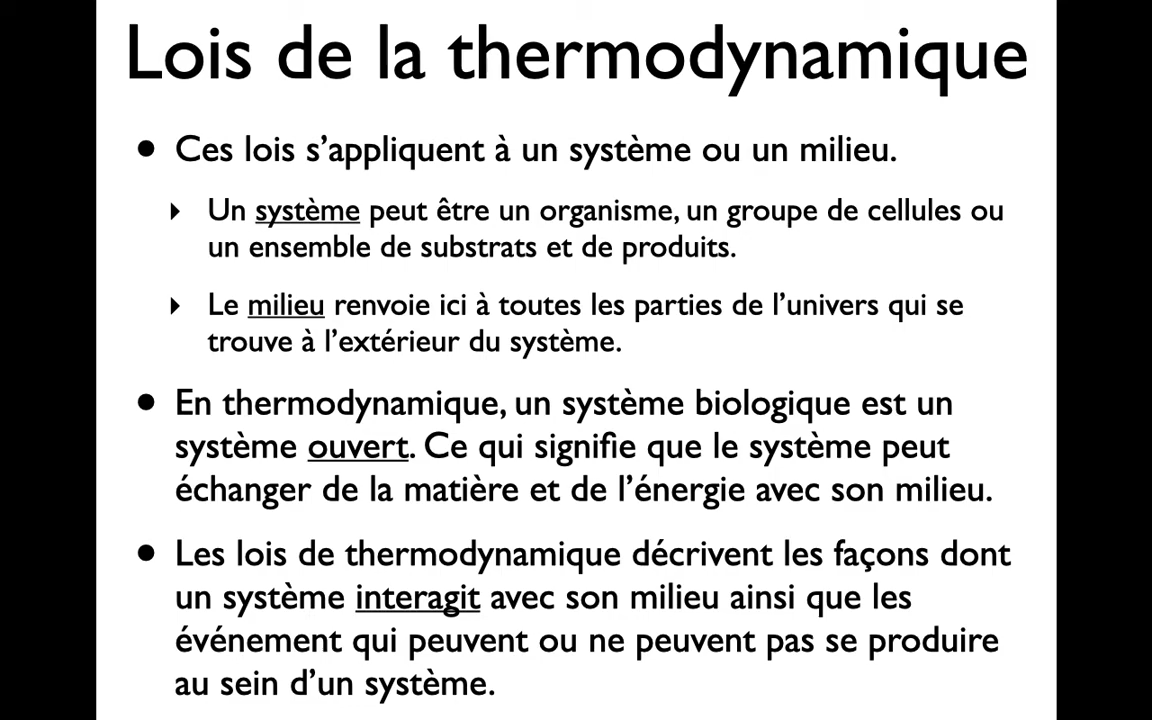 Lois de la thermodynamique
• Ces lois s’appliquent à un système ou un milieu.
‣ Un système peut être un organisme, un groupe de cellules ou
un ensemble de substrats et de produits.
‣ Le milieu renvoie ici à toutes les parties de l’univers qui se
trouve à l’extérieur du système.
• En thermodynamique, un système biologique est un
système ouvert. Ce qui signifie que le système peut
échanger de la matière et de l’énergie avec son milieu.
• Les lois de thermodynamique décrivent les façons dont
un système interagit avec son milieu ainsi que les
événement qui peuvent ou ne peuvent pas se produire
au sein d’un système.